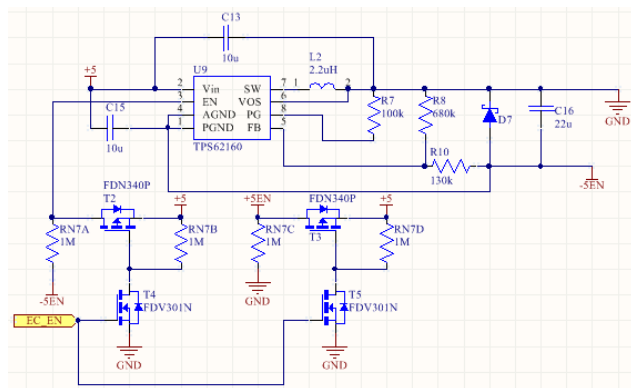 C13
10u
L2
2.2uH
U9
+5
2 Vin SW 7 1 2
3 EN VOS 6
4 AGND PG 8
1 PGND FB 5
TPS62160
C15
10u
R7
100k
R8
680k
D7
C16
22u
GND
R10
130k
-5EN
FDN340P
T2
+5
RN7A
1M
RN7B
1M
-5EN
T4
FDV301N
EC_EN
GND
+5EN
FDN340P
T3
+5
RN7C
1M
RN7D
1M
GND
T5
FDV301N
GND